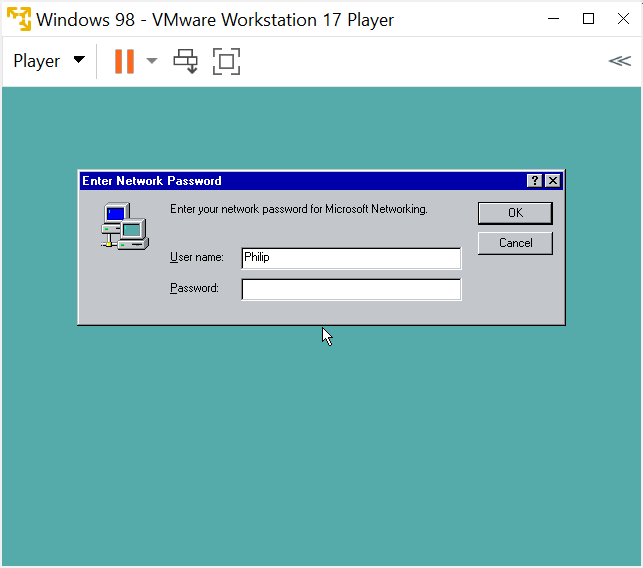 Windows 98 - VMware Workstation 17 Player
Player
Enter Network Password
Enter your network password for Microsoft Networking.
OK
Cancel
User name: Philip
Password: